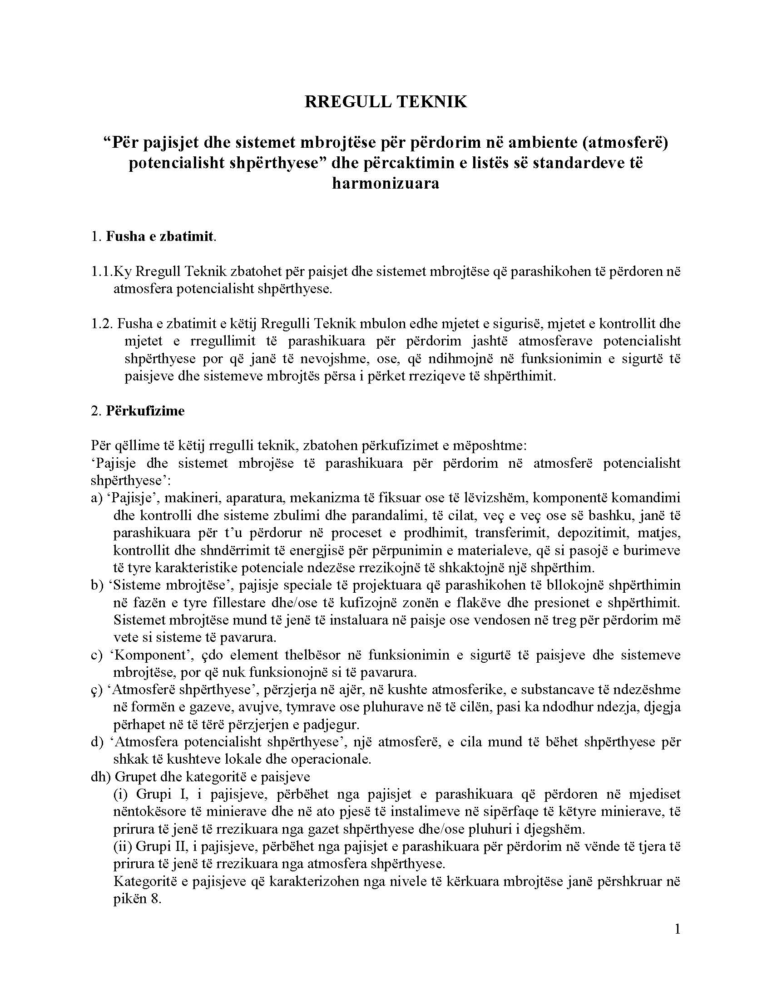 RREGULL TEKNIK
“Për pajisjet dhe sistemet mbrojtëse për përdorim në ambiente (atmosferë)
potencialisht shpërthyese” dhe përcaktimin e listës së standardeve të
harmonizuara
1. Fusha e zbatimit.
1.1.Ky Rregull Teknik zbatohet për paisjet dhe sistemet mbrojtëse që parashikohen të përdoren në
atmosfera potencialisht shpërthyese.
1.2. Fusha e zbatimit e këtij Rregulli Teknik mbulon edhe mjetet e sigurisë, mjetet e kontrollit dhe
mjetet e rregullimit të parashikuara për përdorim jashtë atmosferave potencialisht
shpërthyese por që janë të nevojshme, ose, që ndihmojnë në funksionimin e sigurtë të
paisjeve dhe sistemeve mbrojtës përsa i përket rreziqeve të shpërthimit.
2. Përkufizime
Për qëllime të këtij rregulli teknik, zbatohen përkufizimet e mëposhtme:
‘Pajisje dhe sistemet mbrojëse të parashikuara për përdorim në atmosferë potencialisht
shpërthyese’:
a) ‘Pajisje’, makineri, aparatura, mekanizma të fiksuar ose të lëvizshëm, komponentë komandimi
dhe kontrolli dhe sisteme zbulimi dhe parandalimi, të cilat, veç e veç ose së bashku, janë të
parashikuara për t’u përdorur në proceset e prodhimit, transferimit, depozitimit, matjes,
kontrollit dhe shndërrimit të energjisë për përpunimin e materialeve, që si pasojë e burimeve
të tyre karakteristike potenciale ndezëse rrezikojnë të shkaktojnë një shpërthim.
b) ‘Sisteme mbrojtëse’, pajisje speciale të projektuara që parashikohen të bllokojnë shpërthimin
në fazën e tyre fillestare dhe/ose të kufizojnë zonën e flakëve dhe presionet e shpërthimit.
Sistemet mbrojtëse mund të jenë të instaluara në paisje ose vendosen në treg për përdorim më
vete si sisteme të pavarura.
c) ‘Komponent’, çdo element thelbësor në funksionimin e sigurtë të paisjeve dhe sistemeve
mbrojtëse, por që nuk funksionojnë si të pavarura.
ç) ‘Atmosferë shpërthyese’, përzjerja në ajër, në kushte atmosferike, e substancave të ndezëshme
në formën e gazeve, avujve, tymrave ose pluhurave në të cilën, pasi ka ndodhur ndezja, djegja
përhapet në të tërë përzjerjen e padjegur.
d) ‘Atmosfera potencialisht shpërthyese’, një atmosferë, e cila mund të bëhet shpërthyese për
shkak të kushteve lokale dhe operacionale.
dh) Grupet dhe kategoritë e paisjeve
(i) Grupi I, i pajisjeve, përbëhet nga pajisjet e parashikuara që përdoren në mjediset
nëntokësore të minierave dhe në ato pjesë të instalimeve në sipërfaqe të këtyre minierave, të
prirura të jenë të rrezikuara nga gazet shpërthyese dhe/ose pluhuri i djegshëm.
(ii) Grupi II, i pajisjeve, përbëhet nga pajisjet e parashikuara për përdorim në vënde të tjera të
prirura të jenë të rrezikuara nga atmosfera shpërthyese.
Kategoritë e pajisjeve që karakterizohen nga nivele të kërkuara mbrojtëse janë përshkruar në
pikën 8.
1